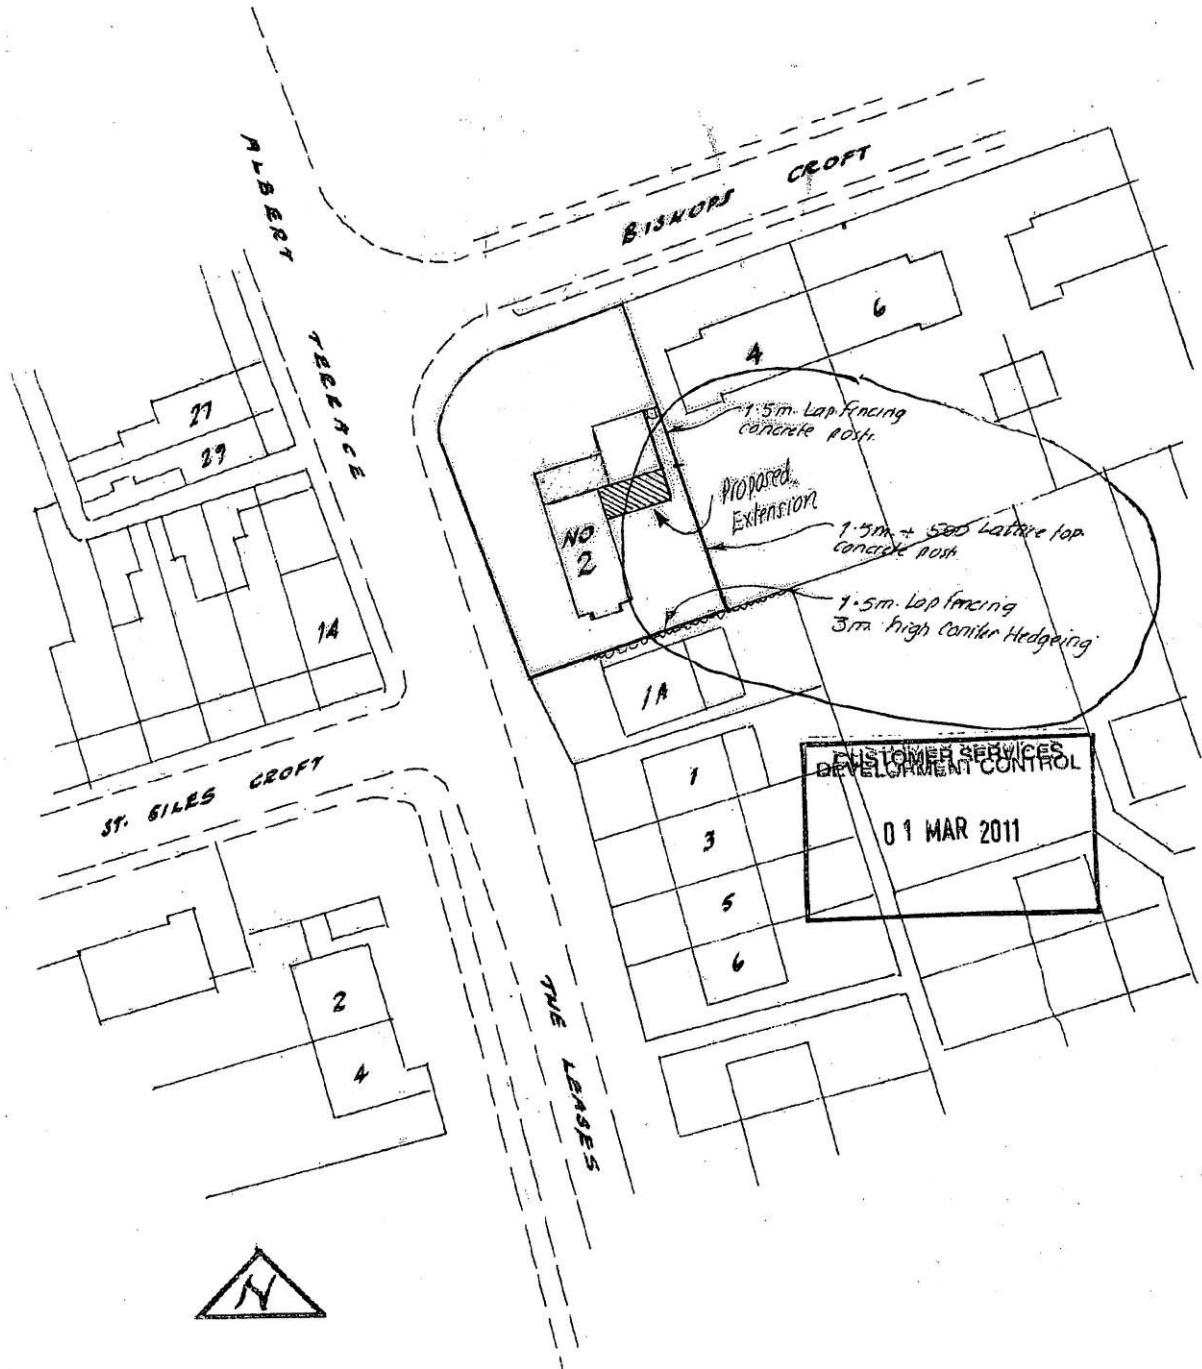 ALBERT
TERRACE
BISHOPS CROFT
27
29
1A
4
6
1.5m. Lap fencing
concrete posts.
Proposed
Extension
1.5m + 500 Lattice top
concrete post
1.5m. Lap fencing
3m high Conifer Hedgeing
NO
2
1A
ST. GILES CROFT
1
3
5
6
CUSTOMER SERVICES
DEVELOPMENT CONTROL
01 MAR 2011
2
4
THE LEASES
N